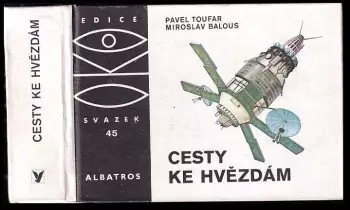 CESTY KE HVĚZDÁM
EDICE
OKO
SVAZEK
45
ALBATROS
PAVEL TOUFAR
MIROSLAV BALOUS
CESTY
KE HVĚZDÁM